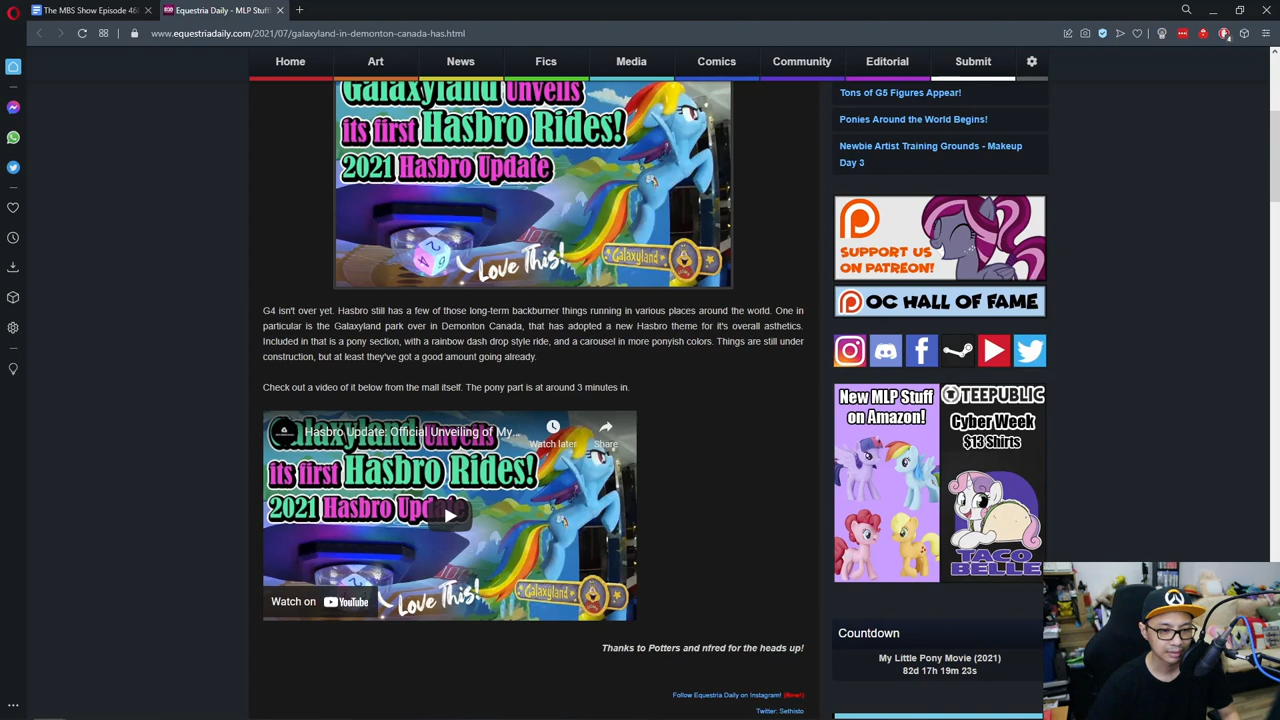 The MBS Show Episode 46
Equestria Daily - MLP Stuf
www.equestriadaily.com/2021/07/galaxyland-in-demonton-canada-has.html
Home Art News Fics Media Comics Community Editorial Submit
Galaxyland Unveils
its first Hasbro Rides!
2021 Hasbro Update
Love This!
Galaxyland
G4 isn't over yet. Hasbro still has a few of those long-term backburner things running in various places around the world. One in
particular is the Galaxyland park over in Demonton Canada, that has adopted a new Hasbro theme for it's overall asthetics.
Included in that is a pony section, with a rainbow dash drop style ride, and a carousel in more ponyish colors. Things are still under
construction, but at least they've got a good amount going already.
Check out a video of it below from the mall itself. The pony part is at around 3 minutes in.
Hasbro Update: Official Unveiling of My...
Watch later
Share
Galaxyland Unveils
its first Hasbro Rides!
2021 Hasbro Upd
Love This!
Galaxyland
Watch on YouTube
Thanks to Potters and nfred for the heads up!
Follow Equestria Daily on Instagram! (New!)
Twitter: Sethisto
Tons of G5 Figures Appear!
Ponies Around the World Begins!
Newbie Artist Training Grounds - Makeup
Day 3
SUPPORT US
ON PATREON!
OC HALL OF FAME
New MLP Stuff
on Amazon!
TEEPUBLIC
Cyber Week
$13 Shirts
TACO
BELLE
Countdown
My Little Pony Movie (2021)
82d 17h 19m 23s